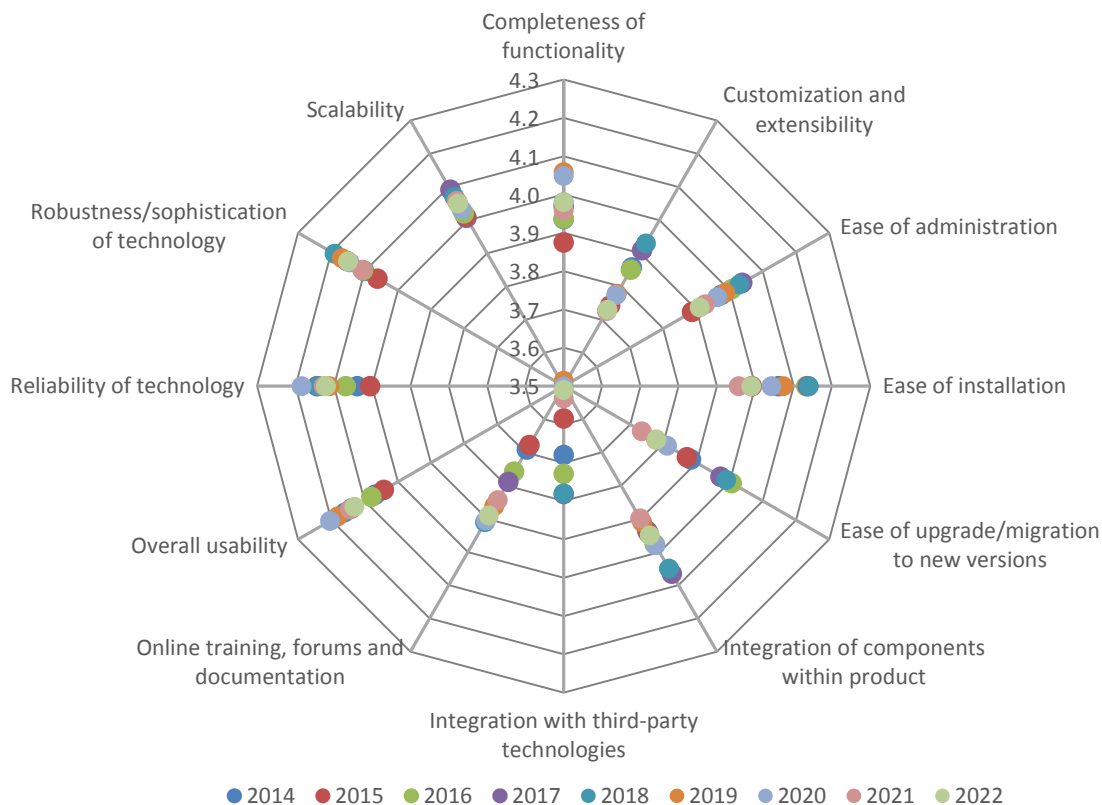 Completeness of
functionality
Customization and
extensibility
Scalability
4.3
4.2
4.1
4.0
3.9
3.8
3.7
3.6
3.5
Robustness/sophistication
of technology
Ease of administration
Reliability of technology
Ease of installation
Overall usability
Ease of upgrade/migration
to new versions
Online training, forums and
documentation
Integration of components
within product
Integration with third-party
technologies
2014 2015 2016 2017 2018 2019 2020 2021 2022